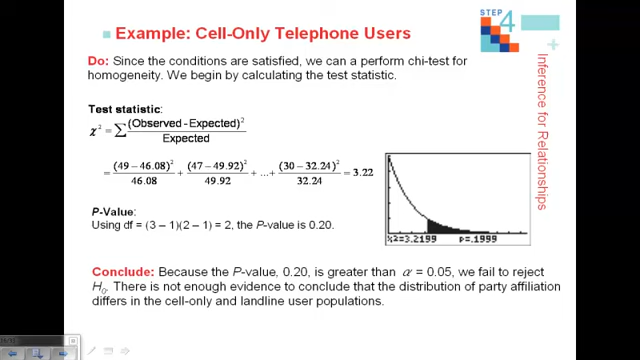 STEP
4
Example: Cell-Only Telephone Users
Do: Since the conditions are satisfied, we can a perform chi-test for
homogeneity. We begin by calculating the test statistic.
Test statistic:
χ² = ∑ (Observed - Expected)² / Expected
= (49 − 46.08)² / 46.08 + (47 − 49.92)² / 49.92 + ... + (30 − 32.24)² / 32.24 = 3.22
P-Value:
Using df = (3 – 1)(2 – 1) = 2, the P-value is 0.20.
χ2=3.2199 p=.1999
Conclude: Because the P-value, 0.20, is greater than α = 0.05, we fail to reject
H₀. There is not enough evidence to conclude that the distribution of party affiliation
differs in the cell-only and landline user populations.
Inference for Relationships